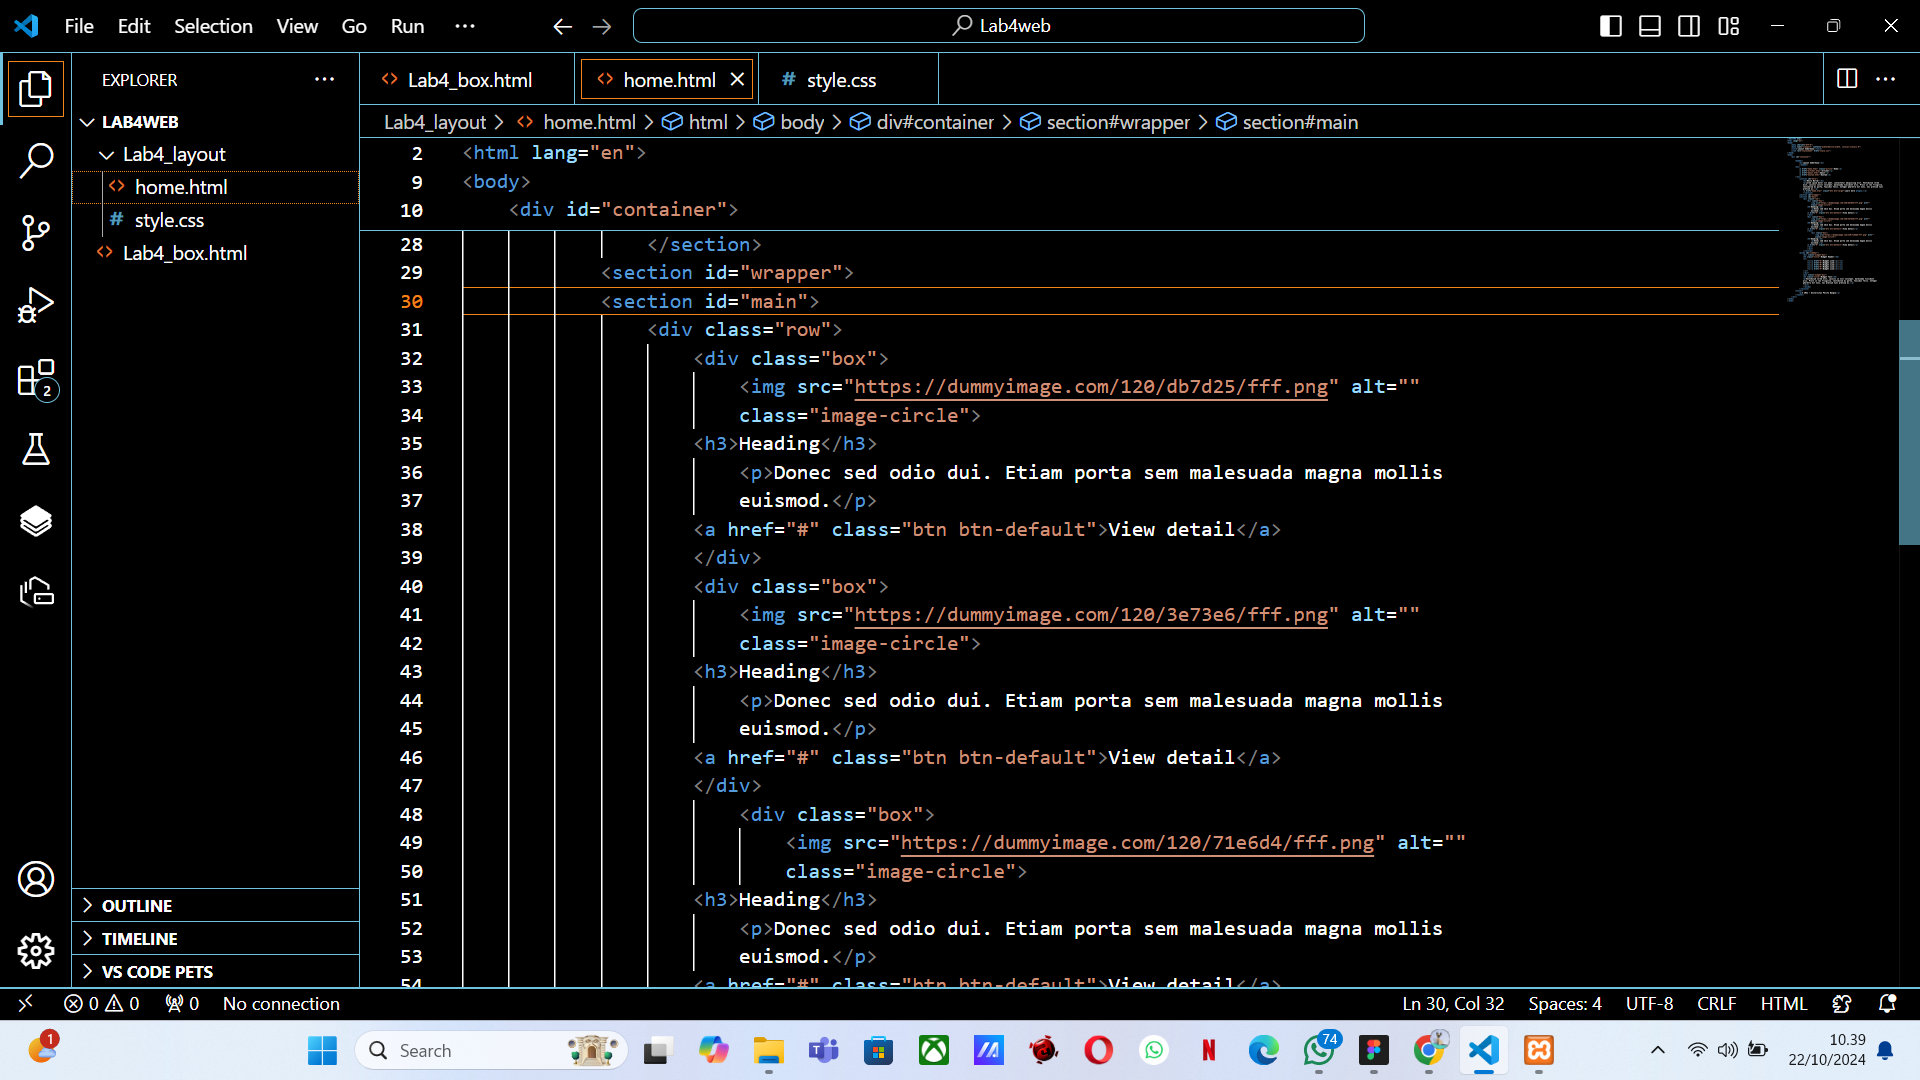 File Edit Selection View Go Run ··· Lab4web
EXPLORER ···
LAB4WEB
Lab4_layout
home.html
# style.css
Lab4_box.html
OUTLINE
TIMELINE
VS CODE PETS
2
Lab4_box.html home.html # style.css
Lab4_layout > home.html > html > body > div#container > section#wrapper > section#main
2 <html lang="en">
9 <body>
10 <div id="container">
28 </section>
29 <section id="wrapper">
30 <section id="main">
31 <div class="row">
32 <div class="box">
33 <img src="https://dummyimage.com/120/db7d25/fff.png" alt=""
34 class="image-circle">
35 <h3>Heading</h3>
36 <p>Donec sed odio dui. Etiam porta sem malesuada magna mollis
37 euismod.</p>
38 <a href="#" class="btn btn-default">View detail</a>
39 </div>
40 <div class="box">
41 <img src="https://dummyimage.com/120/3e73e6/fff.png" alt=""
42 class="image-circle">
43 <h3>Heading</h3>
44 <p>Donec sed odio dui. Etiam porta sem malesuada magna mollis
45 euismod.</p>
46 <a href="#" class="btn btn-default">View detail</a>
47 </div>
48 <div class="box">
49 <img src="https://dummyimage.com/120/71e6d4/fff.png" alt=""
50 class="image-circle">
51 <h3>Heading</h3>
52 <p>Donec sed odio dui. Etiam porta sem malesuada magna mollis
53 euismod.</p>
54 <a href="#" class="btn btn-default">View detail</a>
0 0 0 No connection Ln 30, Col 32 Spaces: 4 UTF-8 CRLF HTML
1 Search 74 10.39
22/10/2024